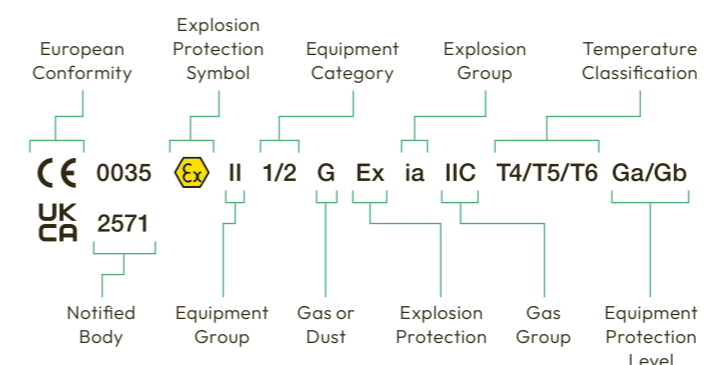 European Conformity
Explosion Protection Symbol
Equipment Category
Explosion Group
Temperature Classification
CE 0035 Ex II 1/2 G Ex ia IIC T4/T5/T6 Ga/Gb
UK CA 2571
Notified Body
Equipment Group
Gas or Dust
Explosion Protection
Gas Group
Equipment Protection Level